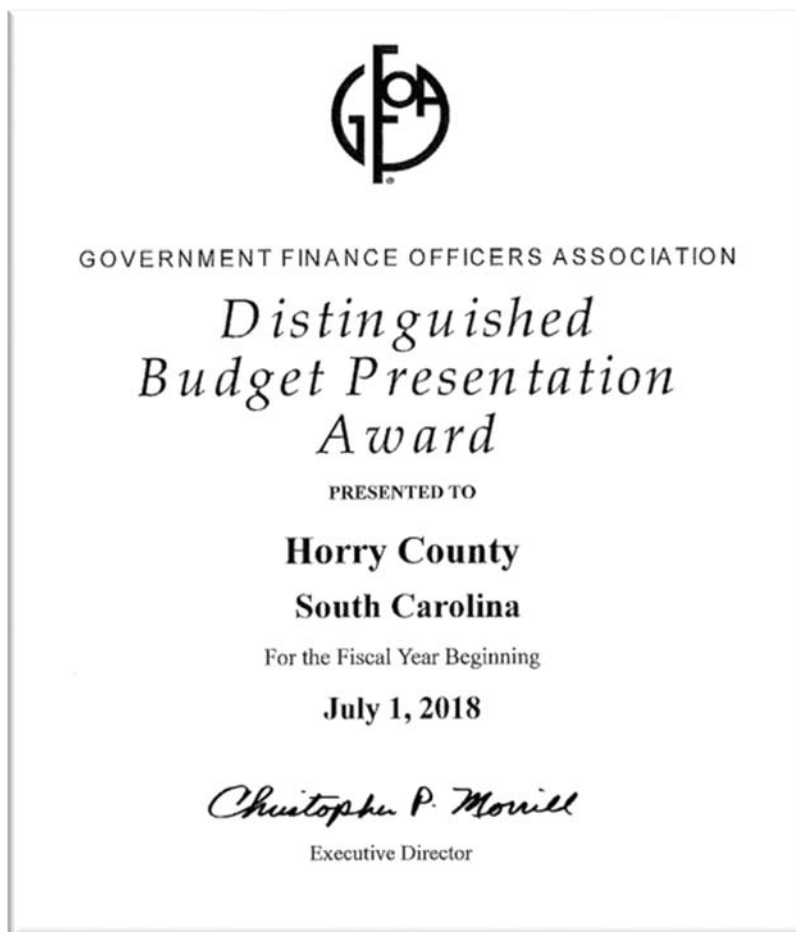 GFOA
GOVERNMENT FINANCE OFFICERS ASSOCIATION
Distinguished
Budget Presentation
Award
PRESENTED TO
Horry County
South Carolina
For the Fiscal Year Beginning
July 1, 2018
Christopher P. Morrill
Executive Director